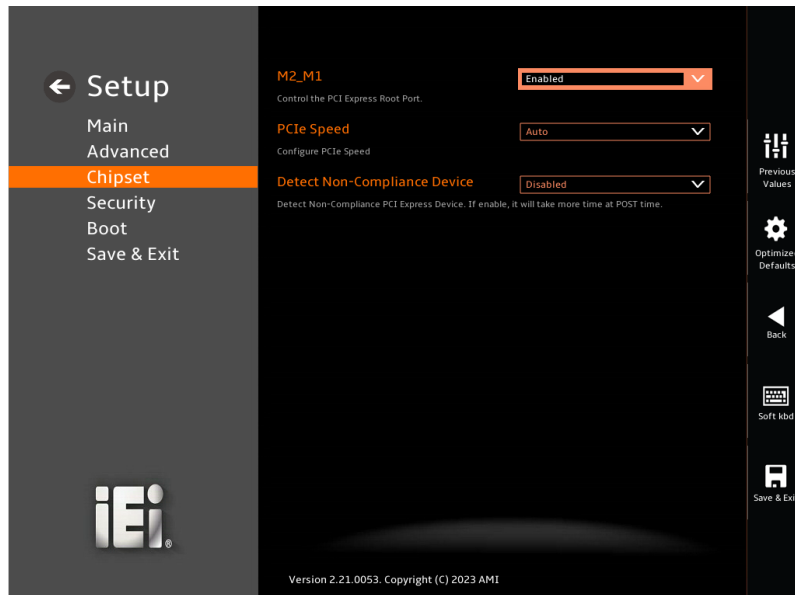 Setup
Main
Advanced
Chipset
Security
Boot
Save & Exit
iEi®
M2_M1
Enabled
Control the PCI Express Root Port.
PCIe Speed
Auto
Configure PCIe Speed
Detect Non-Compliance Device
Disabled
Detect Non-Compliance PCI Express Device. If enable, it will take more time at POST time.
Version 2.21.0053. Copyright (C) 2023 AMI
Previous
Values
Optimize
Defaults
Back
Soft kbd
Save & Exi